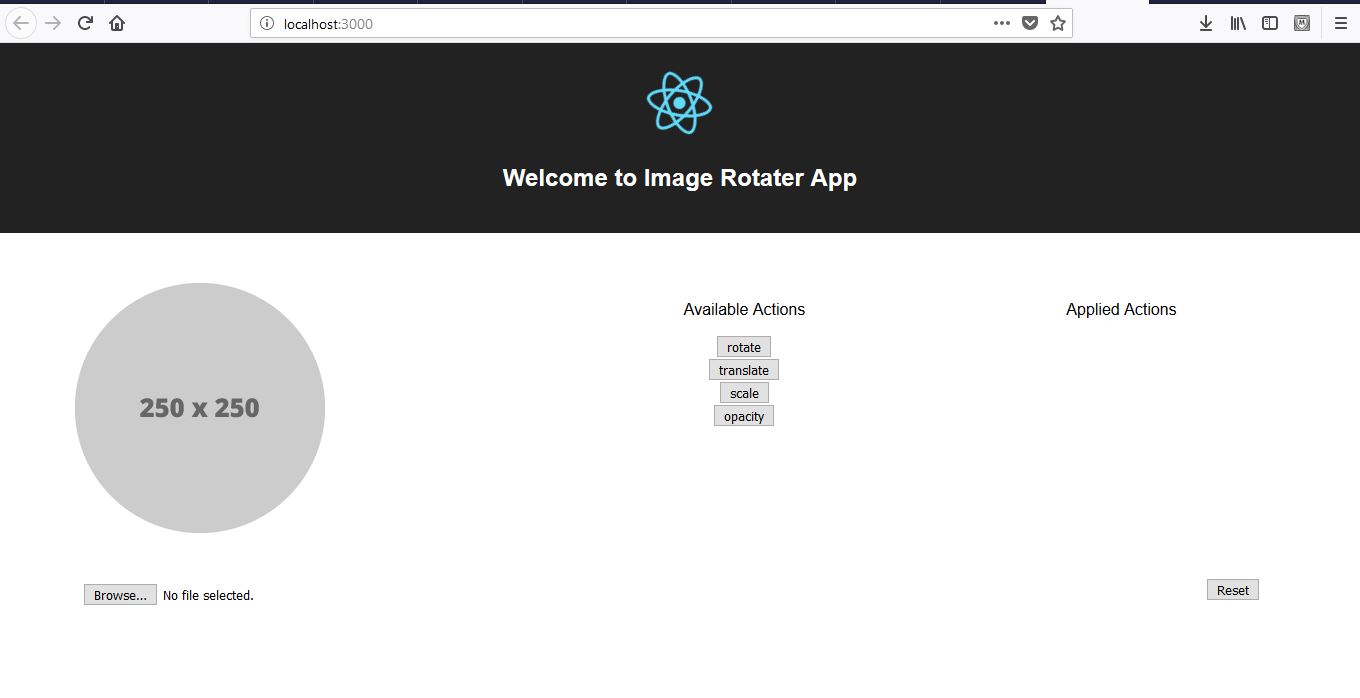 localhost:3000
Welcome to Image Rotater App
250 x 250
Available Actions
rotate
translate
scale
opacity
Applied Actions
Browse... No file selected.
Reset